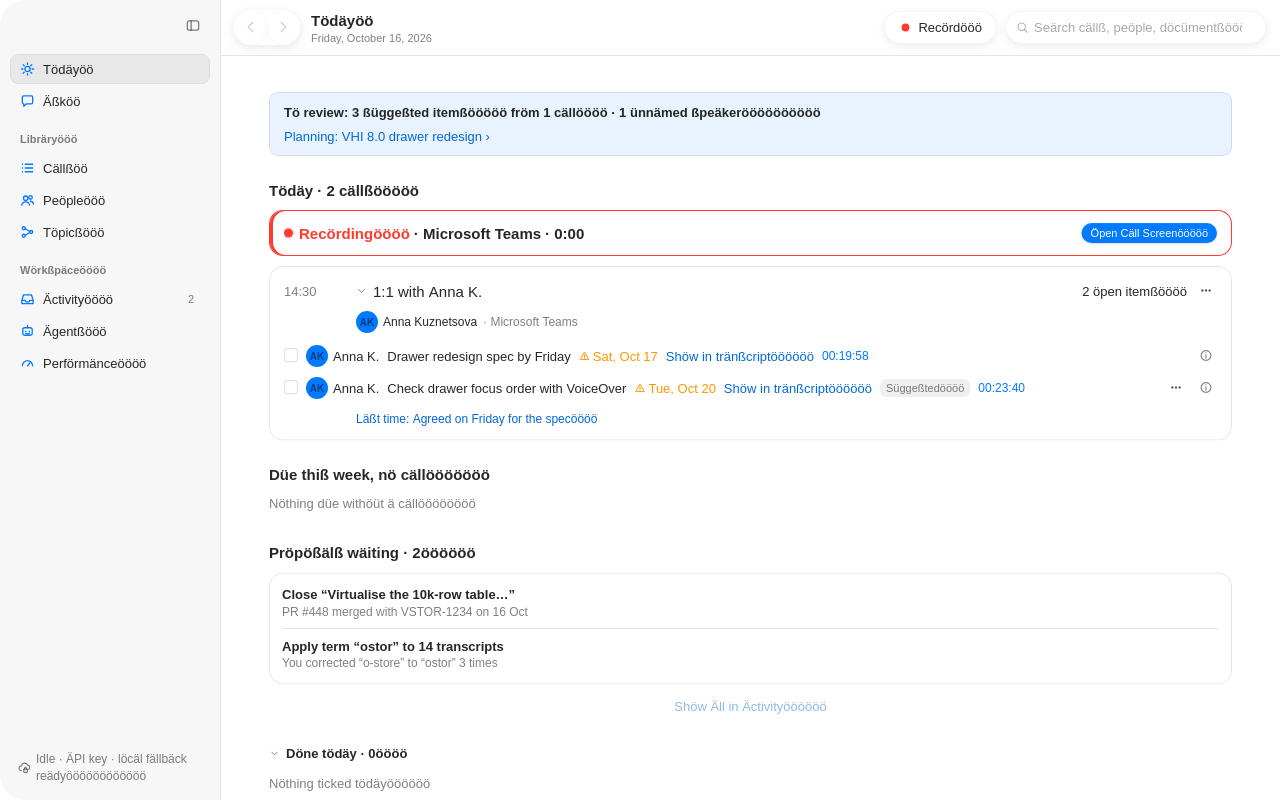 Tödäyöö
Friday, October 16, 2026
Recördööö
Seärch cällß, peöple, döcümentßöö
Tödäyöö
Äßköö
Libräryööö
Cällßöö
Peöpleööö
Töpicßööö
Wörkßpäceöööö
Äctivityöööö 2
Ägentßööö
Perförmänceöööö
Idle · ÄPI key · löcäl fällbäck
reädyööööööööööö
Tö review: 3 ßüggeßted itemßööööö fröm 1 cällöööö · 1 ünnämed ßpeäkeröööööööööö
Planning: VHI 8.0 drawer redesign ›
Tödäy · 2 cällßööööö
Recördingöööö · Microsoft Teams · 0:00
Öpen Cäll Screenööööö
14:30 1:1 with Anna K. 2 öpen itemßöööö
AK Anna Kuznetsova · Microsoft Teams
AK Anna K. Drawer redesign spec by Friday Sat, Oct 17 Shöw in tränßcriptöööööö 00:19:58
AK Anna K. Check drawer focus order with VoiceOver Tue, Oct 20 Shöw in tränßcriptöööööö Süggeßtedöööö 00:23:40
Läßt time: Agreed on Friday for the specöööö
Düe thiß week, nö cällööööööö
Nöthing düe withöüt ä cällöööööööö
Pröpößälß wäiting · 2öööööö
Close “Virtualise the 10k-row table…”
PR #448 merged with VSTOR-1234 on 16 Oct
Apply term “ostor” to 14 transcripts
You corrected “o-store” to “ostor” 3 times
Shöw Äll in Äctivityöööööö
Döne tödäy · 0öööö
Nöthing ticked tödäyöööööö